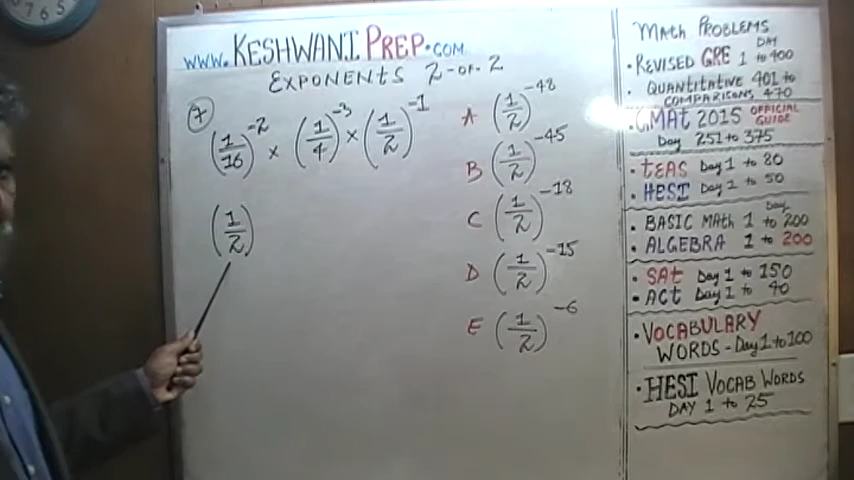 www.KESHWANIPREP.com
EXPONENTS 2-OF-2
7
(1/16)^-2 × (1/4)^-3 × (1/2)^-1
(1/2)
A (1/2)^-48
B (1/2)^-45
C (1/2)^-18
D (1/2)^-15
E (1/2)^-6
MATH PROBLEMS
DAY
• REVISED GRE 1 to 400
• QUANTITATIVE 401 to
COMPARISONS 470
• GMAT 2015 OFFICIAL GUIDE
Day 251 to 375
• TEAS Day 1 to 80
• HESI Day 1 to 50
Day
• BASIC MATH 1 to 200
• ALGEBRA 1 to 200
• SAt Day 1 to 150
• ACt Day 1 to 40
• VOCABULARY
WORDS - Day 1 to 100
• HESI VOCAB WORDS
DAY 1 to 25
7 6 5